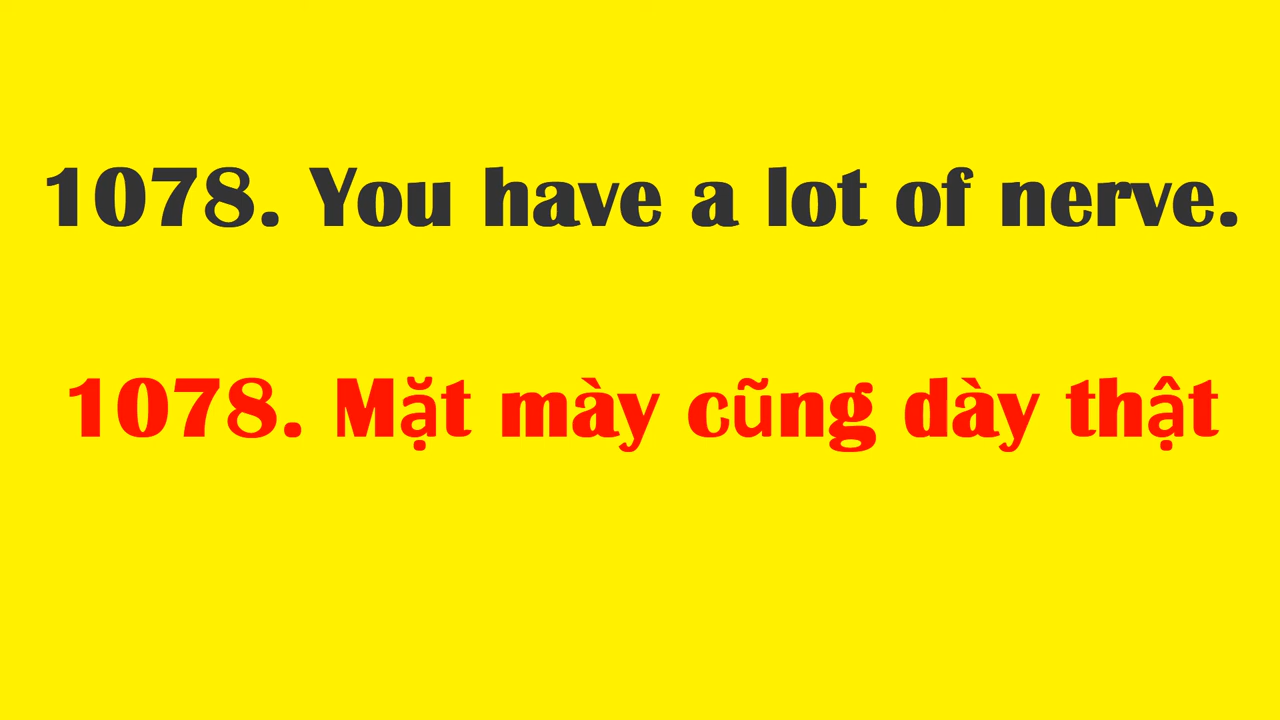 1078. You have a lot of nerve.
1078. Mặt mày cũng dày thật